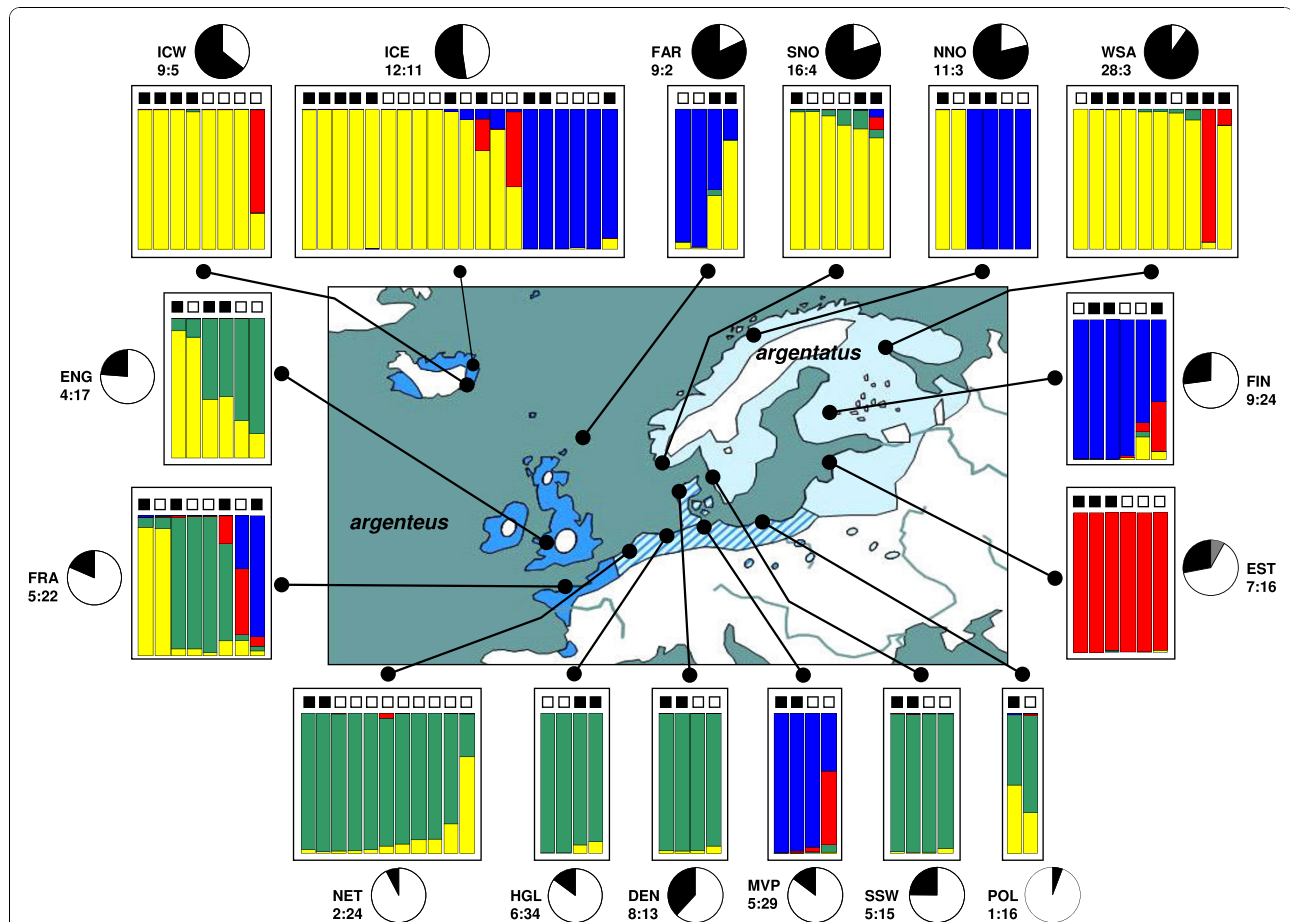 ICW
9:5
ICE
12:11
FAR
9:2
SNO
16:4
NNO
11:3
WSA
28:3
ENG
4:17
argentatus
FIN
9:24
argenteus
FRA
5:22
EST
7:16
NET
2:24
HGL
6:34
DEN
8:13
MVP
5:29
SSW
5:15
POL
1:16